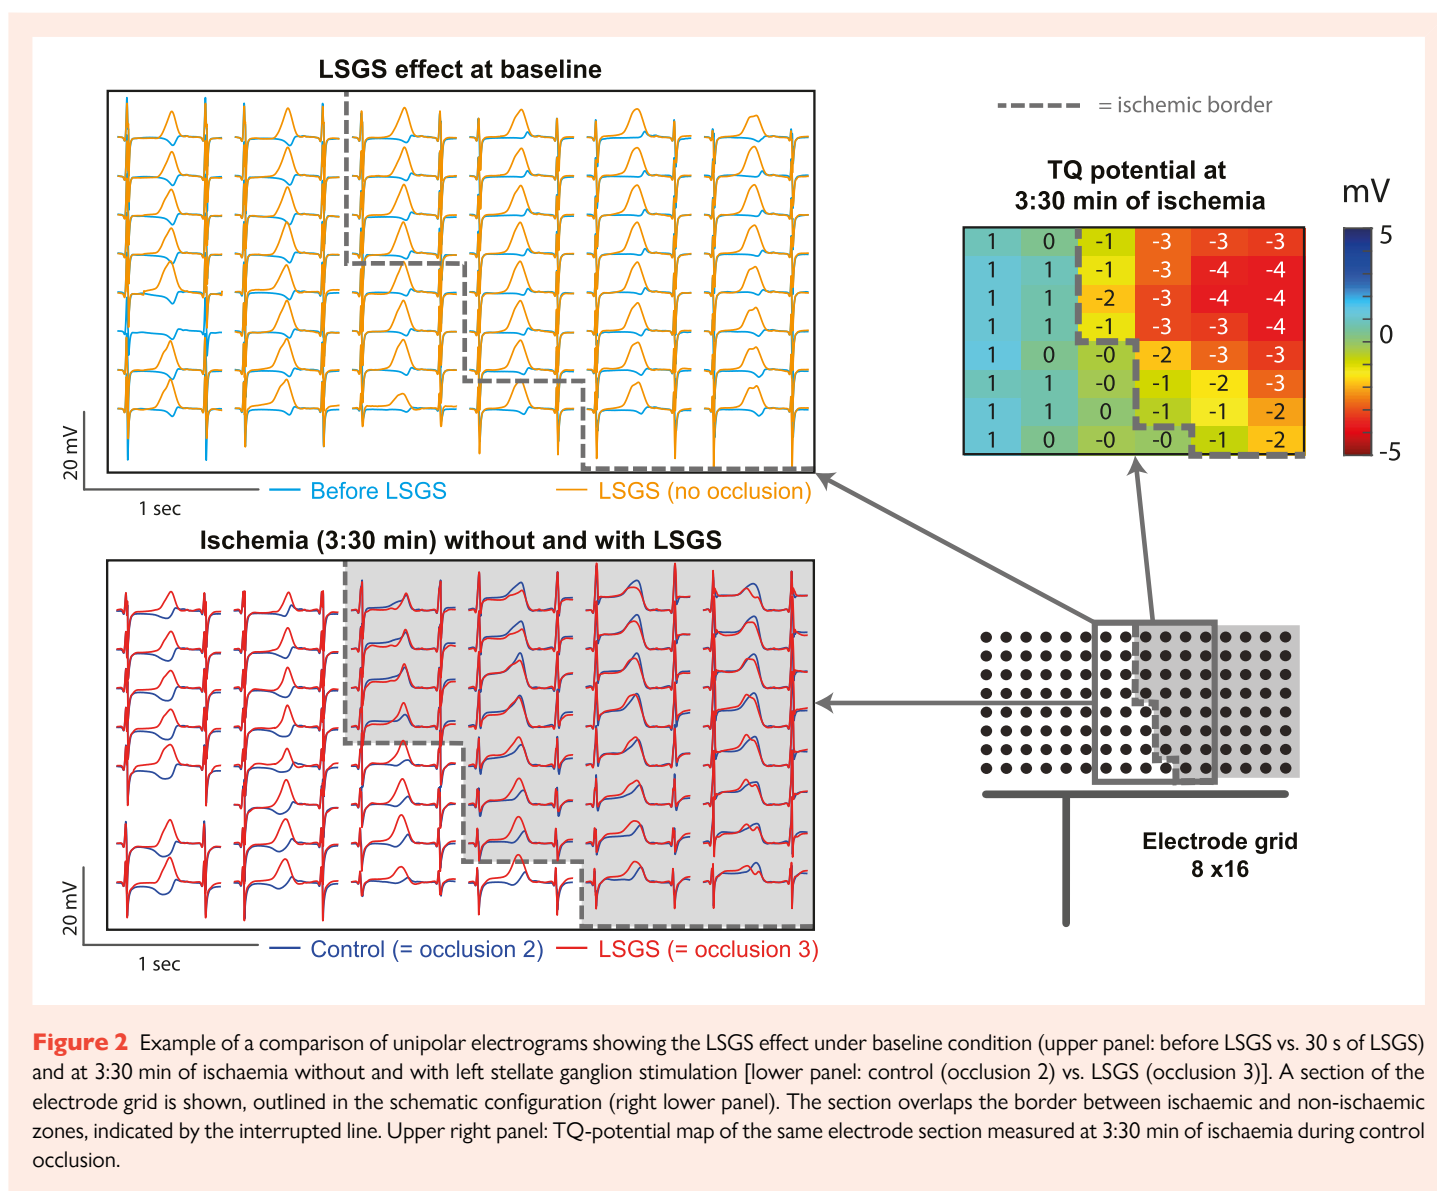 LSGS effect at baseline
20 mV
1 sec
Before LSGS
LSGS (no occlusion)
= ischemic border
TQ potential at
3:30 min of ischemia
mV
1 0 -1 -3 -3 -3
1 1 -1 -3 -4 -4
1 1 -2 -3 -4 -4
1 1 -1 -3 -3 -4
1 0 -0 -2 -3 -3
1 1 -0 -1 -2 -3
1 1 0 -1 -1 -2
1 0 -0 -0 -1 -2
5
0
-5
Ischemia (3:30 min) without and with LSGS
20 mV
1 sec
Control (= occlusion 2)
LSGS (= occlusion 3)
Electrode grid
8 x16
Figure 2 Example of a comparison of unipolar electrograms showing the LSGS effect under baseline condition (upper panel: before LSGS vs. 30 s of LSGS)
and at 3:30 min of ischaemia without and with left stellate ganglion stimulation [lower panel: control (occlusion 2) vs. LSGS (occlusion 3)]. A section of the
electrode grid is shown, outlined in the schematic configuration (right lower panel). The section overlaps the border between ischaemic and non-ischaemic
zones, indicated by the interrupted line. Upper right panel: TQ-potential map of the same electrode section measured at 3:30 min of ischaemia during control
occlusion.